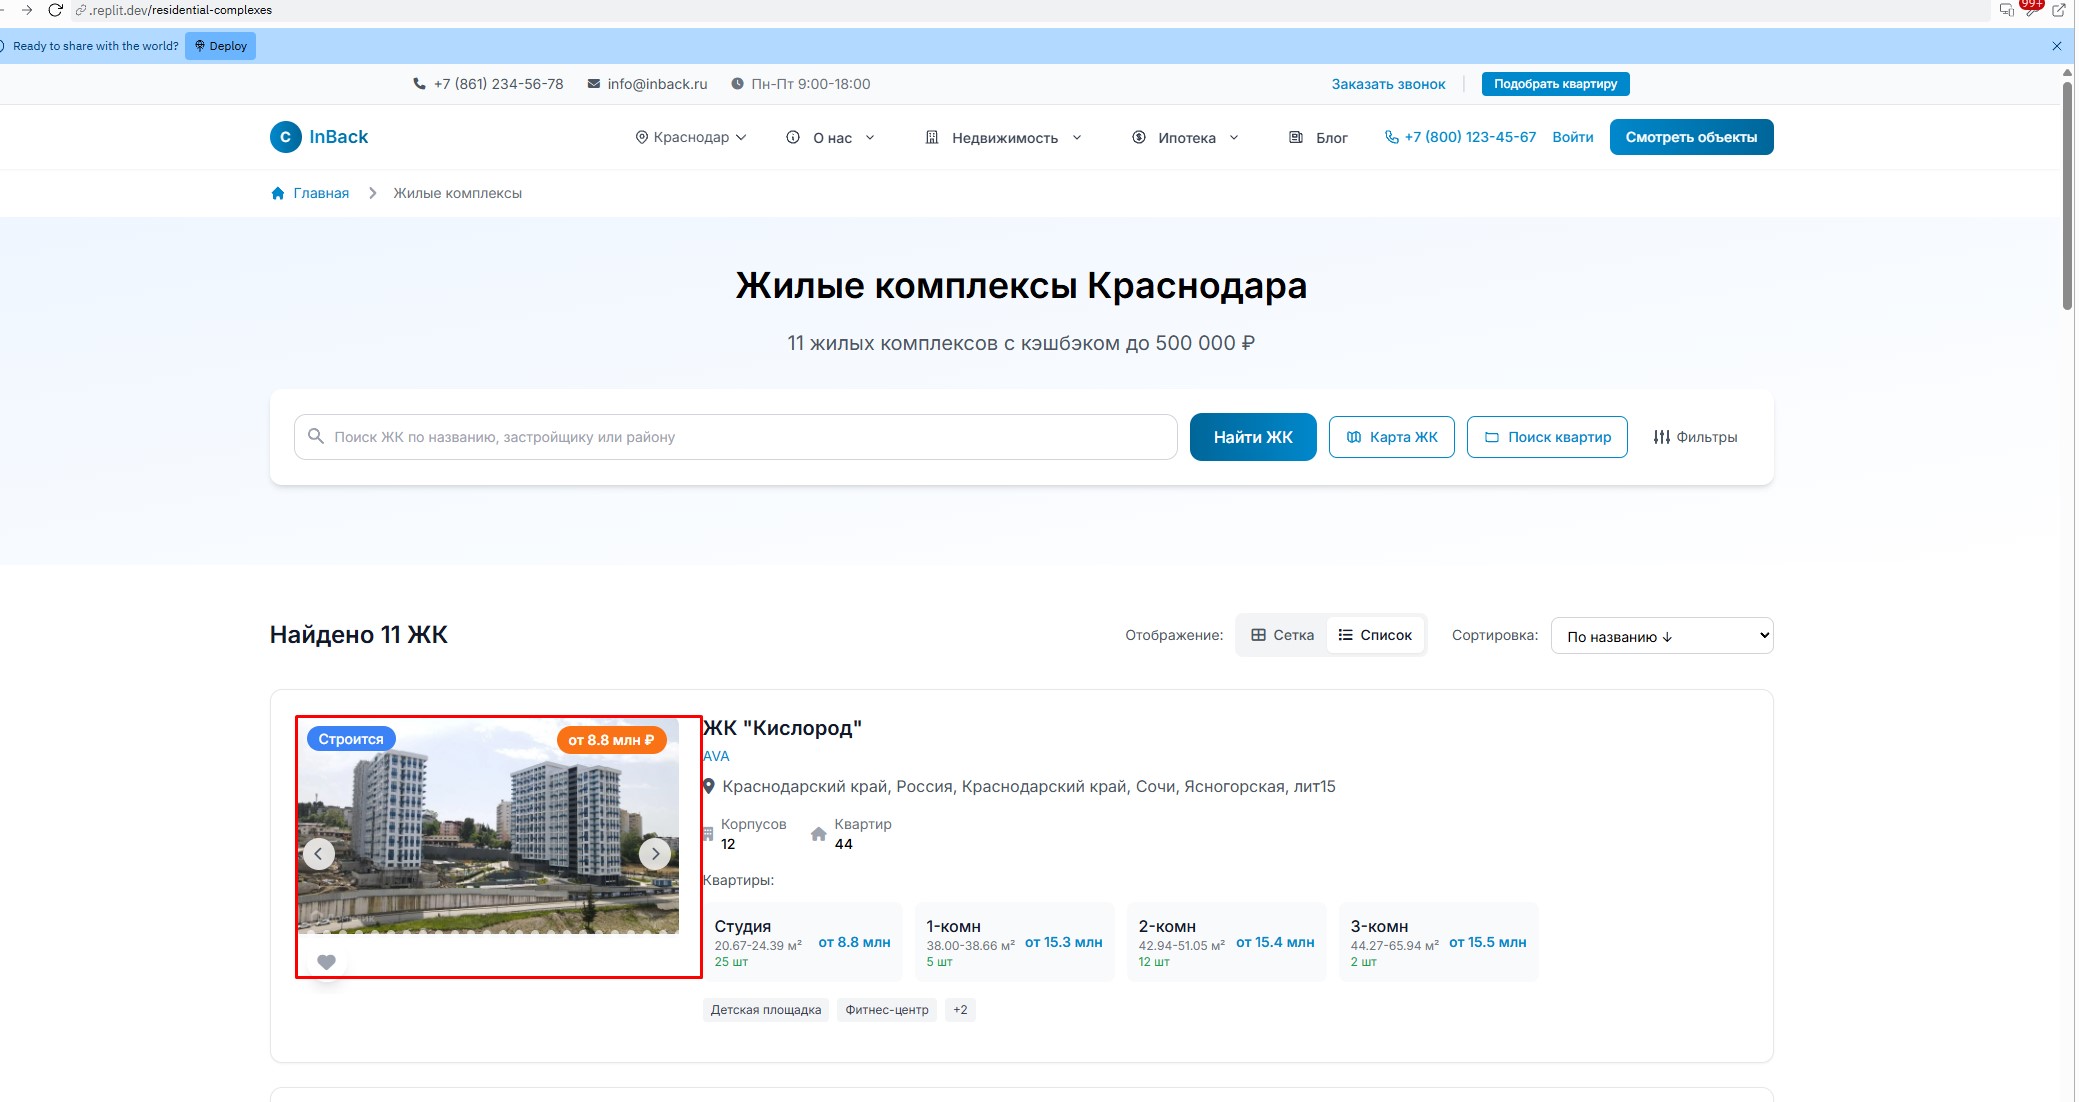 .replit.dev/residential-complexes
99+
Ready to share with the world?
Deploy
+7 (861) 234-56-78
info@inback.ru
Пн-Пт 9:00-18:00
Заказать звонок
Подобрать квартиру
C
InBack
Краснодар
О нас
Недвижимость
Ипотека
Блог
+7 (800) 123-45-67
Войти
Смотреть объекты
Главная
Жилые комплексы
Жилые комплексы Краснодара
11 жилых комплексов с кэшбэком до 500 000 ₽
Поиск ЖК по названию, застройщику или району
Найти ЖК
Карта ЖК
Поиск квартир
Фильтры
Найдено 11 ЖК
Отображение:
Сетка
Список
Сортировка:
По названию ↓
Строится
от 8.8 млн ₽
ЖК "Кислород"
AVA
Краснодарский край, Россия, Краснодарский край, Сочи, Ясногорская, лит15
Корпусов
12
Квартир
44
Квартиры:
Студия
20.67-24.39 м²
25 шт
от 8.8 млн
1-комн
38.00-38.66 м²
5 шт
от 15.3 млн
2-комн
42.94-51.05 м²
12 шт
от 15.4 млн
3-комн
44.27-65.94 м²
2 шт
от 15.5 млн
Детская площадка
Фитнес-центр
+2